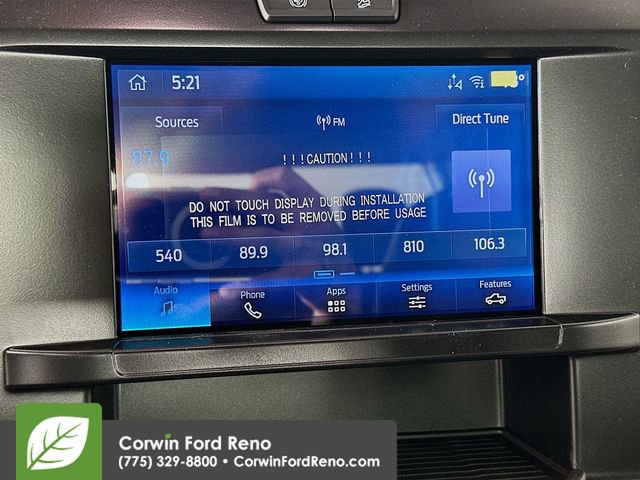 5:21
Sources
FM
Direct Tune
87.9
!!!CAUTION!!!
DO NOT TOUCH DISPLAY DURING INSTALLATION
THIS FILM IS TO BE REMOVED BEFORE USAGE
540 89.9 98.1 810 106.3
Audio Phone Apps Settings Features
Corwin Ford Reno
(775) 329-8800 • CorwinFordReno.com